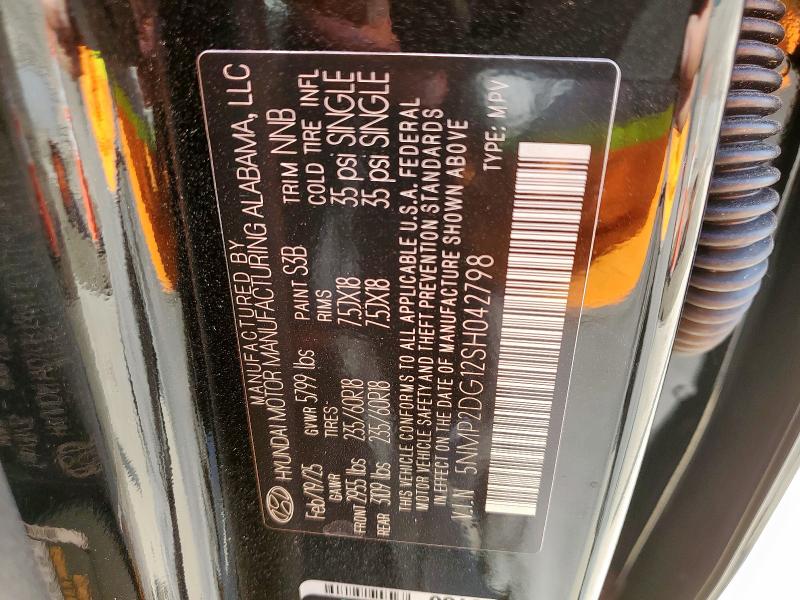 MANUFACTURED BY
HYUNDAI MOTOR MANUFACTURING ALABAMA, LLC
Feb/19/25 GVWR 5799 lbs PAINT S3B TRIM NNB
GAWR TIRES RIMS COLD TIRE INFL
FRONT 2955 lbs 235/60R18 7.5JX18 35 psi SINGLE
REAR 3109 lbs 235/60R18 7.5JX18 35 psi SINGLE
THIS VEHICLE CONFORMS TO ALL APPLICABLE U.S.A. FEDERAL
MOTOR VEHICLE SAFETY AND THEFT PREVENTION STANDARDS
IN EFFECT ON THE DATE OF MANUFACTURE SHOWN ABOVE
V.I.N 5NMP2DG12SH042798 TYPE: MPV